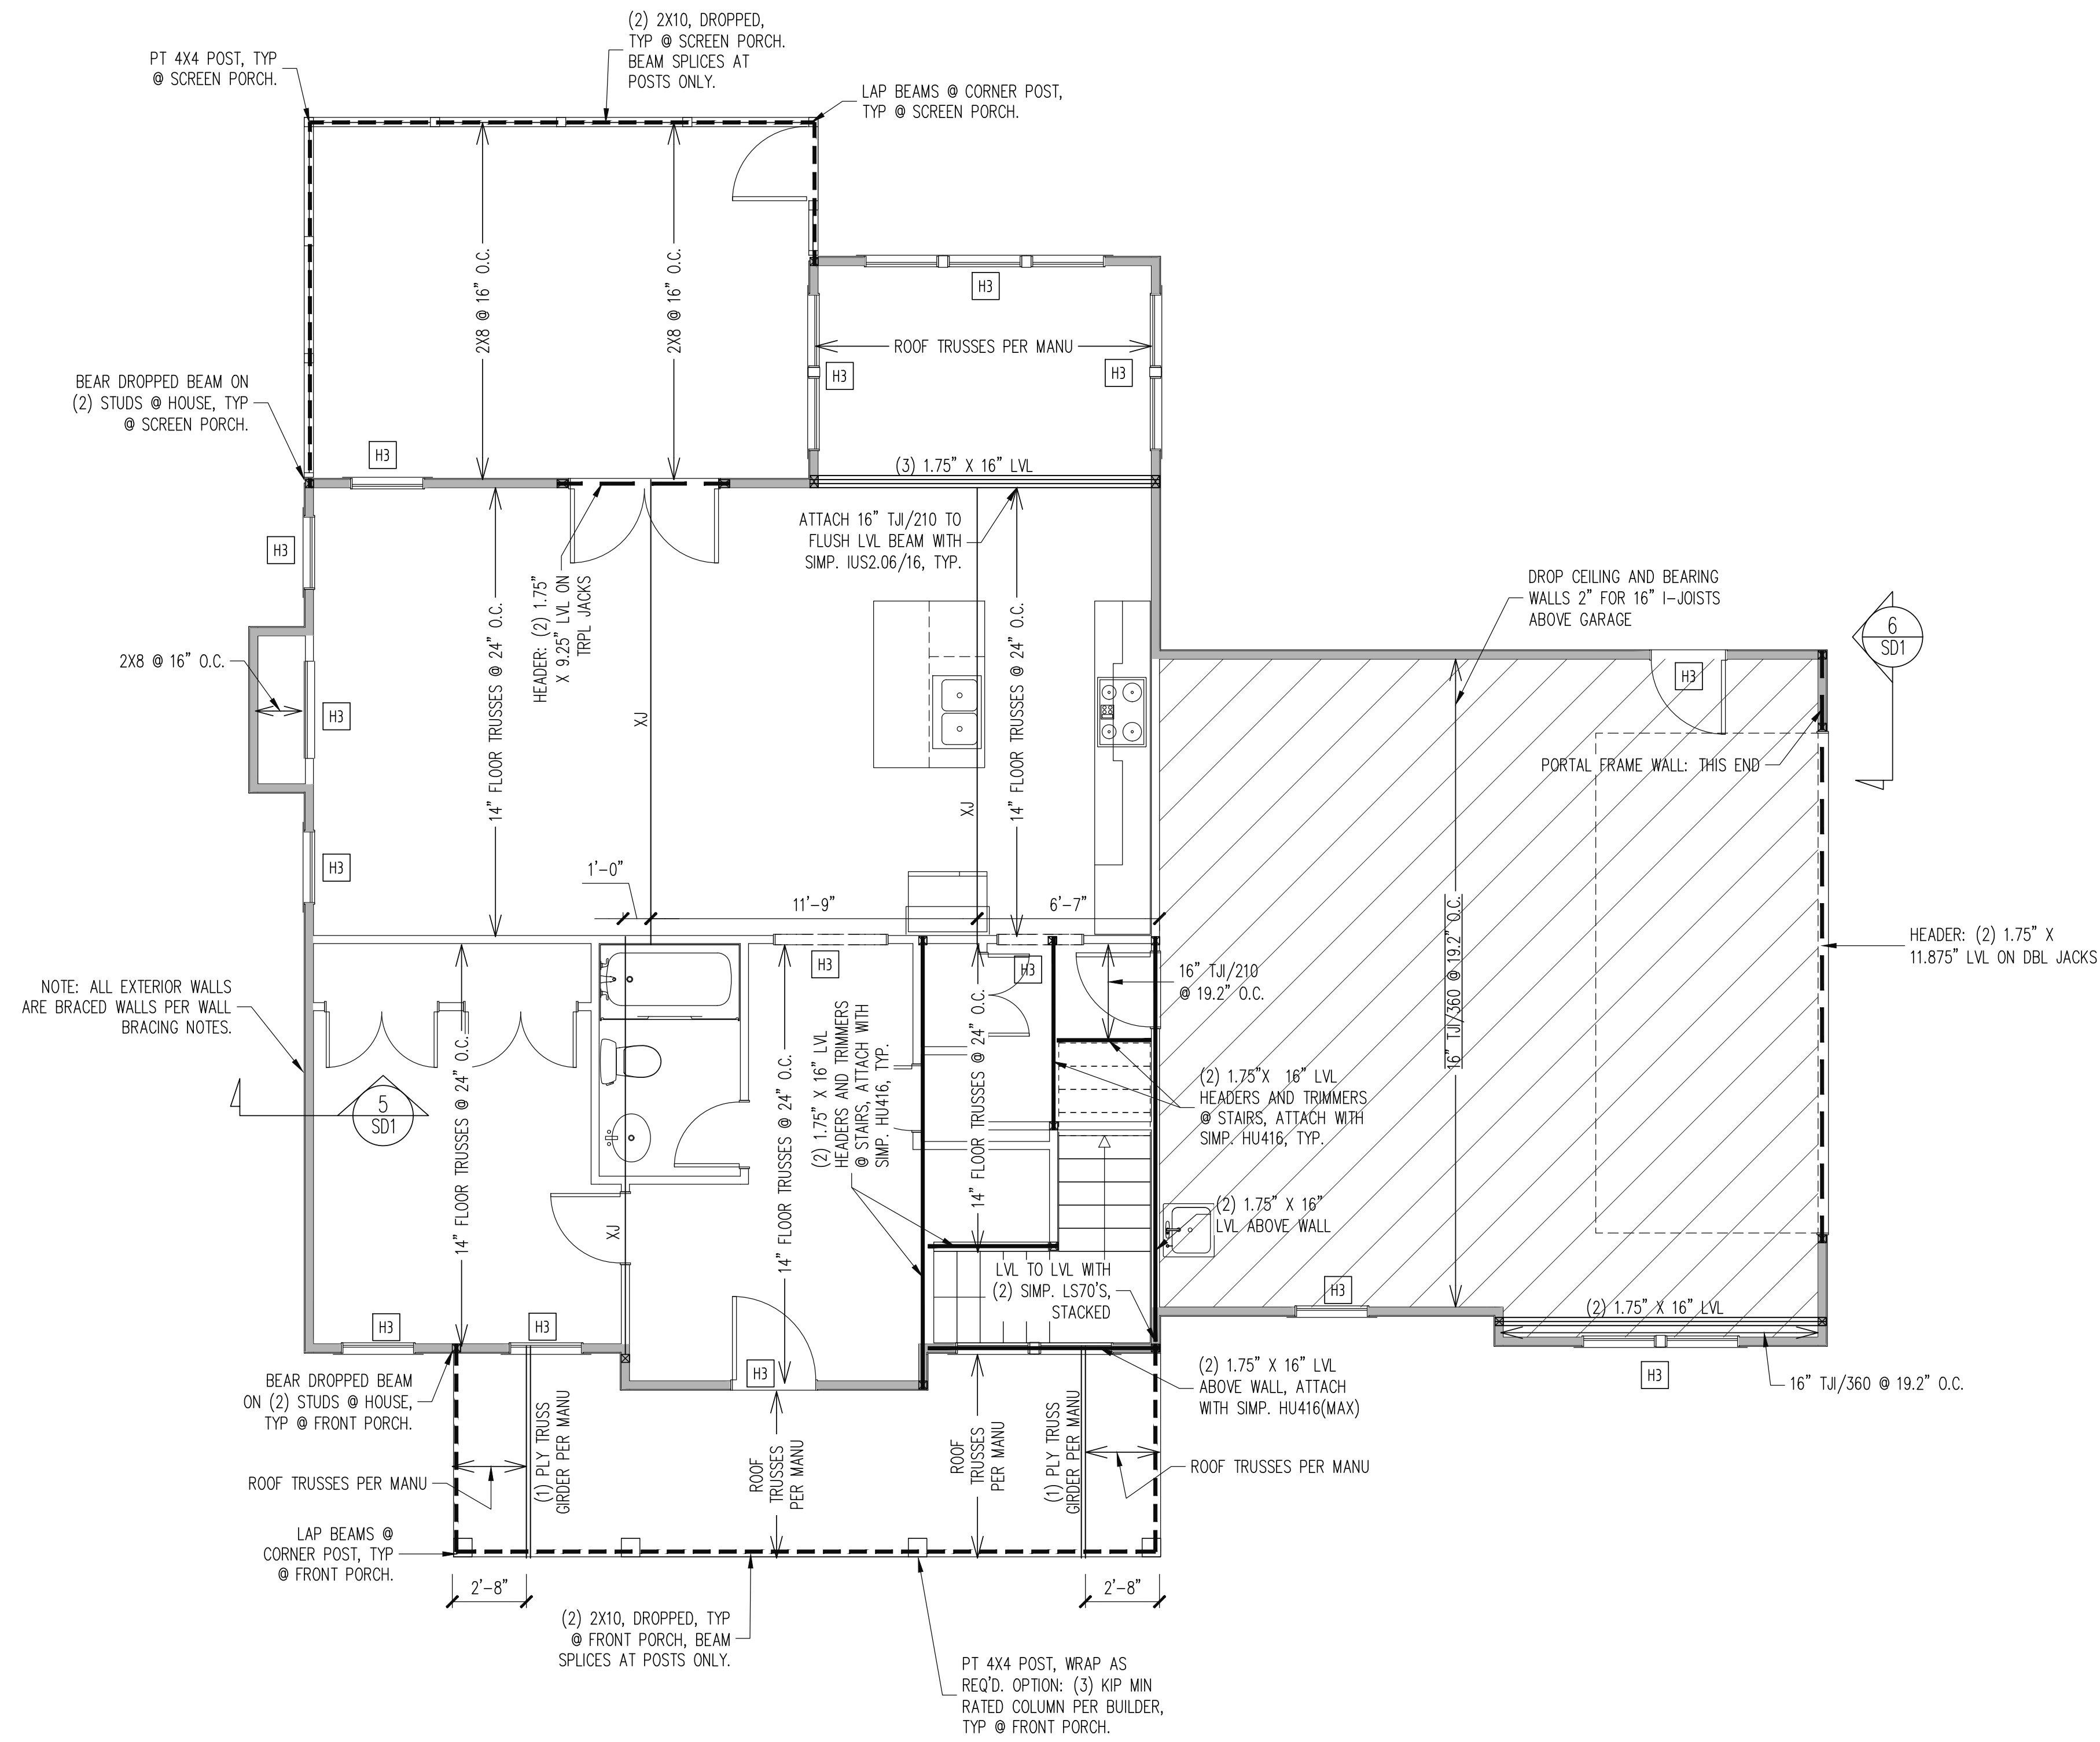 (2) 2X10, DROPPED,
TYP @ SCREEN PORCH.
BEAM SPLICES AT
POSTS ONLY.
PT 4X4 POST, TYP
@ SCREEN PORCH.
LAP BEAMS @ CORNER POST,
TYP @ SCREEN PORCH.
2X8 @ 16" O.C.
2X8 @ 16" O.C.
H3
ROOF TRUSSES PER MANU
H3
H3
BEAR DROPPED BEAM ON
(2) STUDS @ HOUSE, TYP
@ SCREEN PORCH.
H3
(3) 1.75" X 16" LVL
ATTACH 16" TJI/210 TO
FLUSH LVL BEAM WITH
SIMP. IUS2.06/16, TYP.
H3
HEADER: (2) 1.75"
X 9.25" LVL ON
TRPL JACKS
14" FLOOR TRUSSES @ 24" O.C.
14" FLOOR TRUSSES @ 24" O.C.
DROP CEILING AND BEARING
WALLS 2" FOR 16" I-JOISTS
ABOVE GARAGE
6
SD1
2X8 @ 16" O.C.
H3
XJ
XJ
H3
PORTAL FRAME WALL: THIS END
H3
1'-0"
11'-9"
6'-7"
16" TJI/360 @ 19.2" O.C.
HEADER: (2) 1.75" X
11.875" LVL ON DBL JACKS
H3
H3
16" TJI/210
@ 19.2" O.C.
NOTE: ALL EXTERIOR WALLS
ARE BRACED WALLS PER WALL
BRACING NOTES.
14" FLOOR TRUSSES @ 24" O.C.
14" FLOOR TRUSSES @ 24" O.C.
(2) 1.75" X 16" LVL
HEADERS AND TRIMMERS
@ STAIRS, ATTACH WITH
SIMP. HU416, TYP.
14" FLOOR TRUSSES @ 24" O.C.
(2) 1.75"X 16" LVL
HEADERS AND TRIMMERS
@ STAIRS, ATTACH WITH
SIMP. HU416, TYP.
5
SD1
XJ
(2) 1.75" X 16"
LVL ABOVE WALL
LVL TO LVL WITH
(2) SIMP. LS70'S,
STACKED
H3
H3
H3
(2) 1.75" X 16" LVL
H3
H3
16" TJI/360 @ 19.2" O.C.
(2) 1.75" X 16" LVL
ABOVE WALL, ATTACH
WITH SIMP. HU416(MAX)
BEAR DROPPED BEAM
ON (2) STUDS @ HOUSE,
TYP @ FRONT PORCH.
(1) PLY TRUSS
GIRDER PER MANU
ROOF
TRUSSES
PER MANU
ROOF
TRUSSES
PER MANU
(1) PLY TRUSS
GIRDER PER MANU
ROOF TRUSSES PER MANU
ROOF TRUSSES PER MANU
LAP BEAMS @
CORNER POST, TYP
@ FRONT PORCH.
2'-8"
2'-8"
(2) 2X10, DROPPED, TYP
@ FRONT PORCH, BEAM
SPLICES AT POSTS ONLY.
PT 4X4 POST, WRAP AS
REQ'D. OPTION: (3) KIP MIN
RATED COLUMN PER BUILDER,
TYP @ FRONT PORCH.